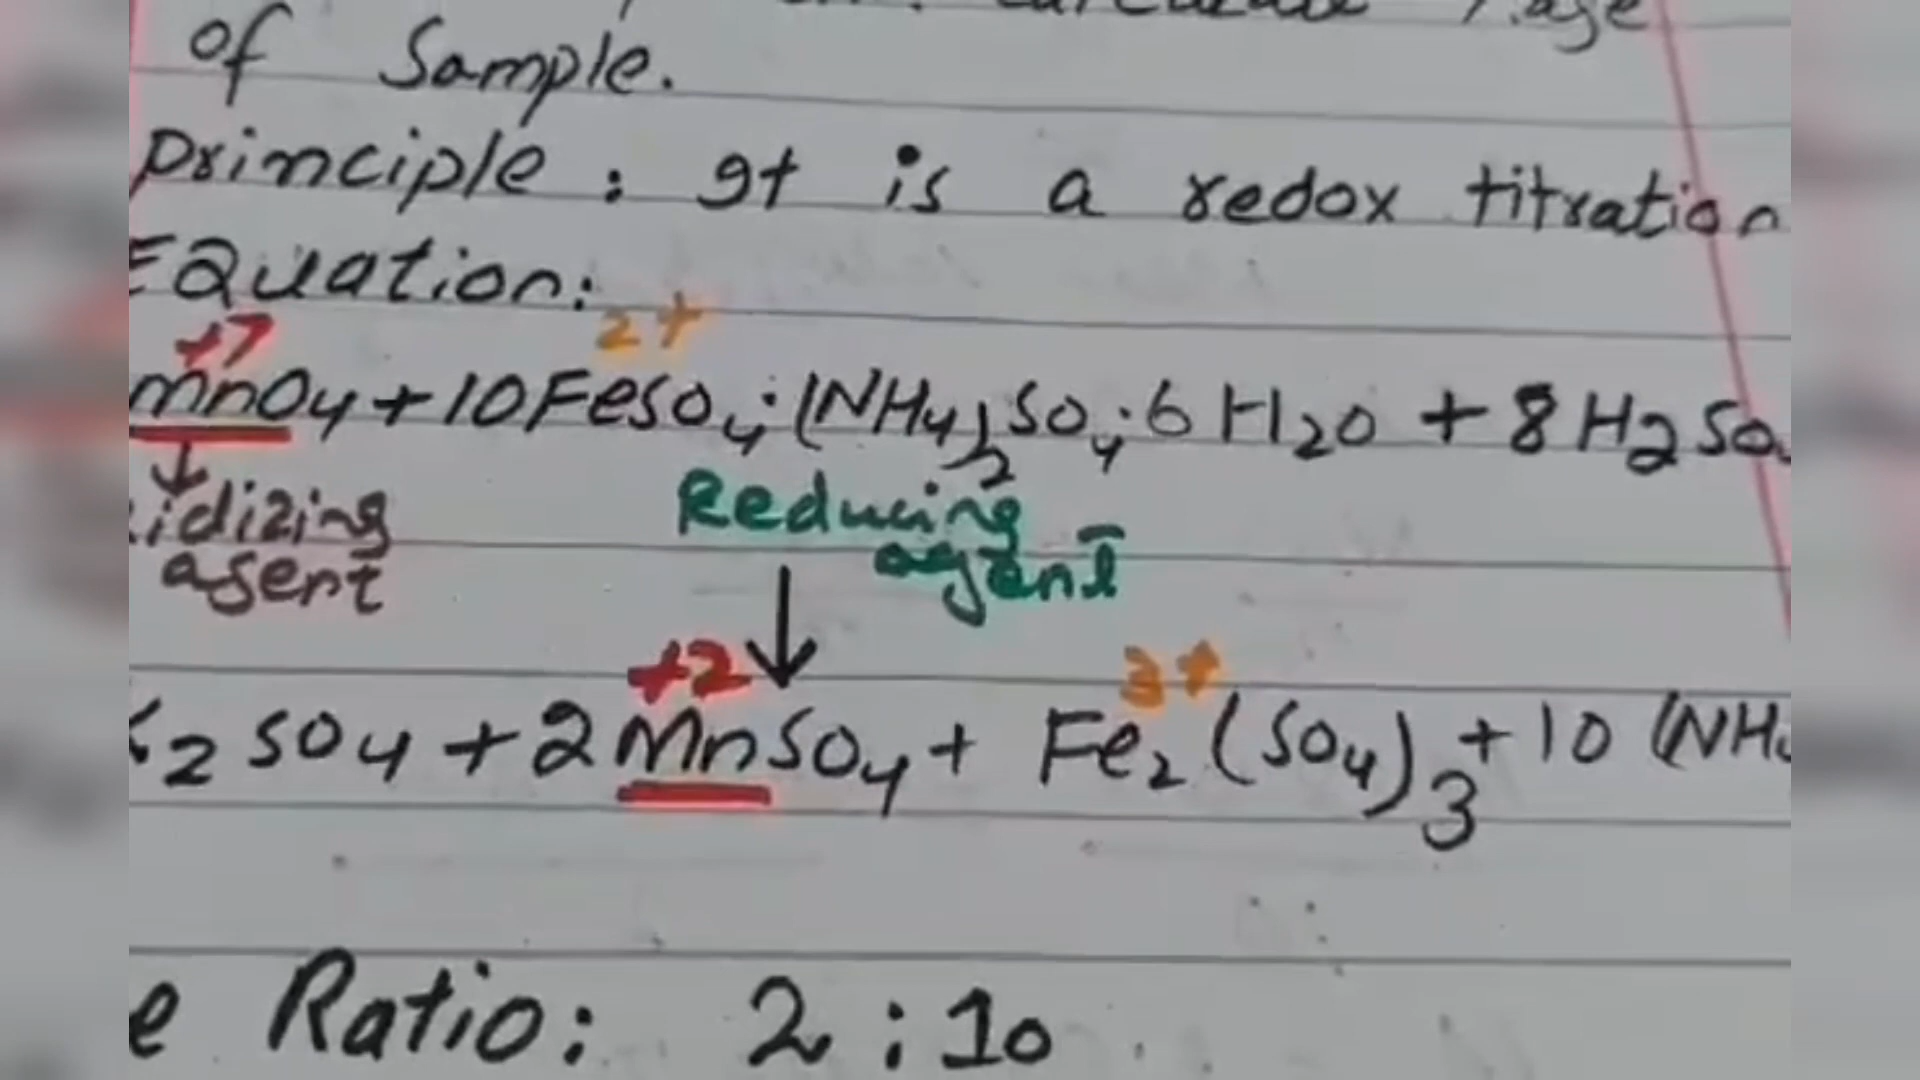 of Sample.
Principle : It is a redox titration
Equation:
+7 2+
MnO4 + 10FeSO4.(NH4)2SO4.6H2O + 8H2SO
Reducing
idizing agent
agent
+2 3+
2SO4 + 2MnSO4 + Fe2(SO4)3 + 10 (NH
e Ratio: 2 : 10